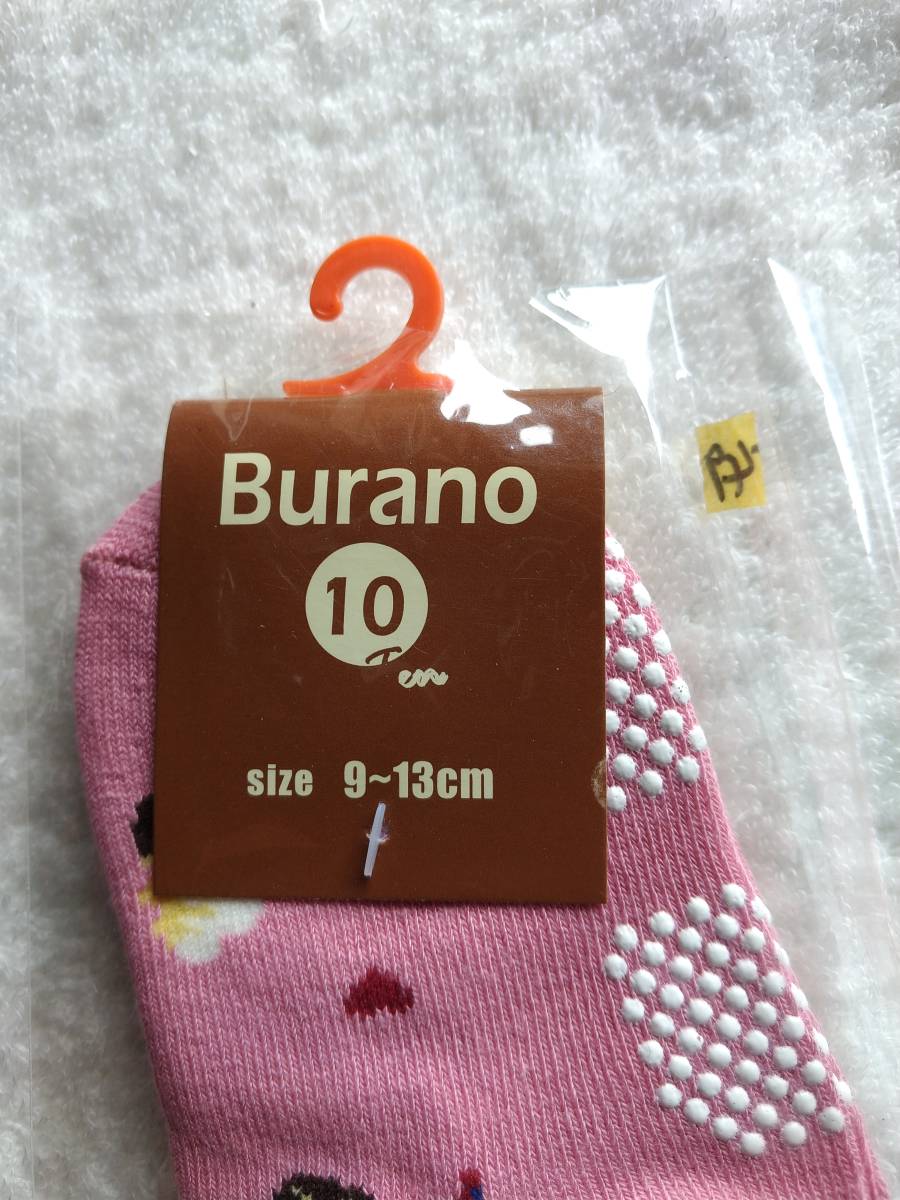 Burano
10
Ten
size 9~13cm